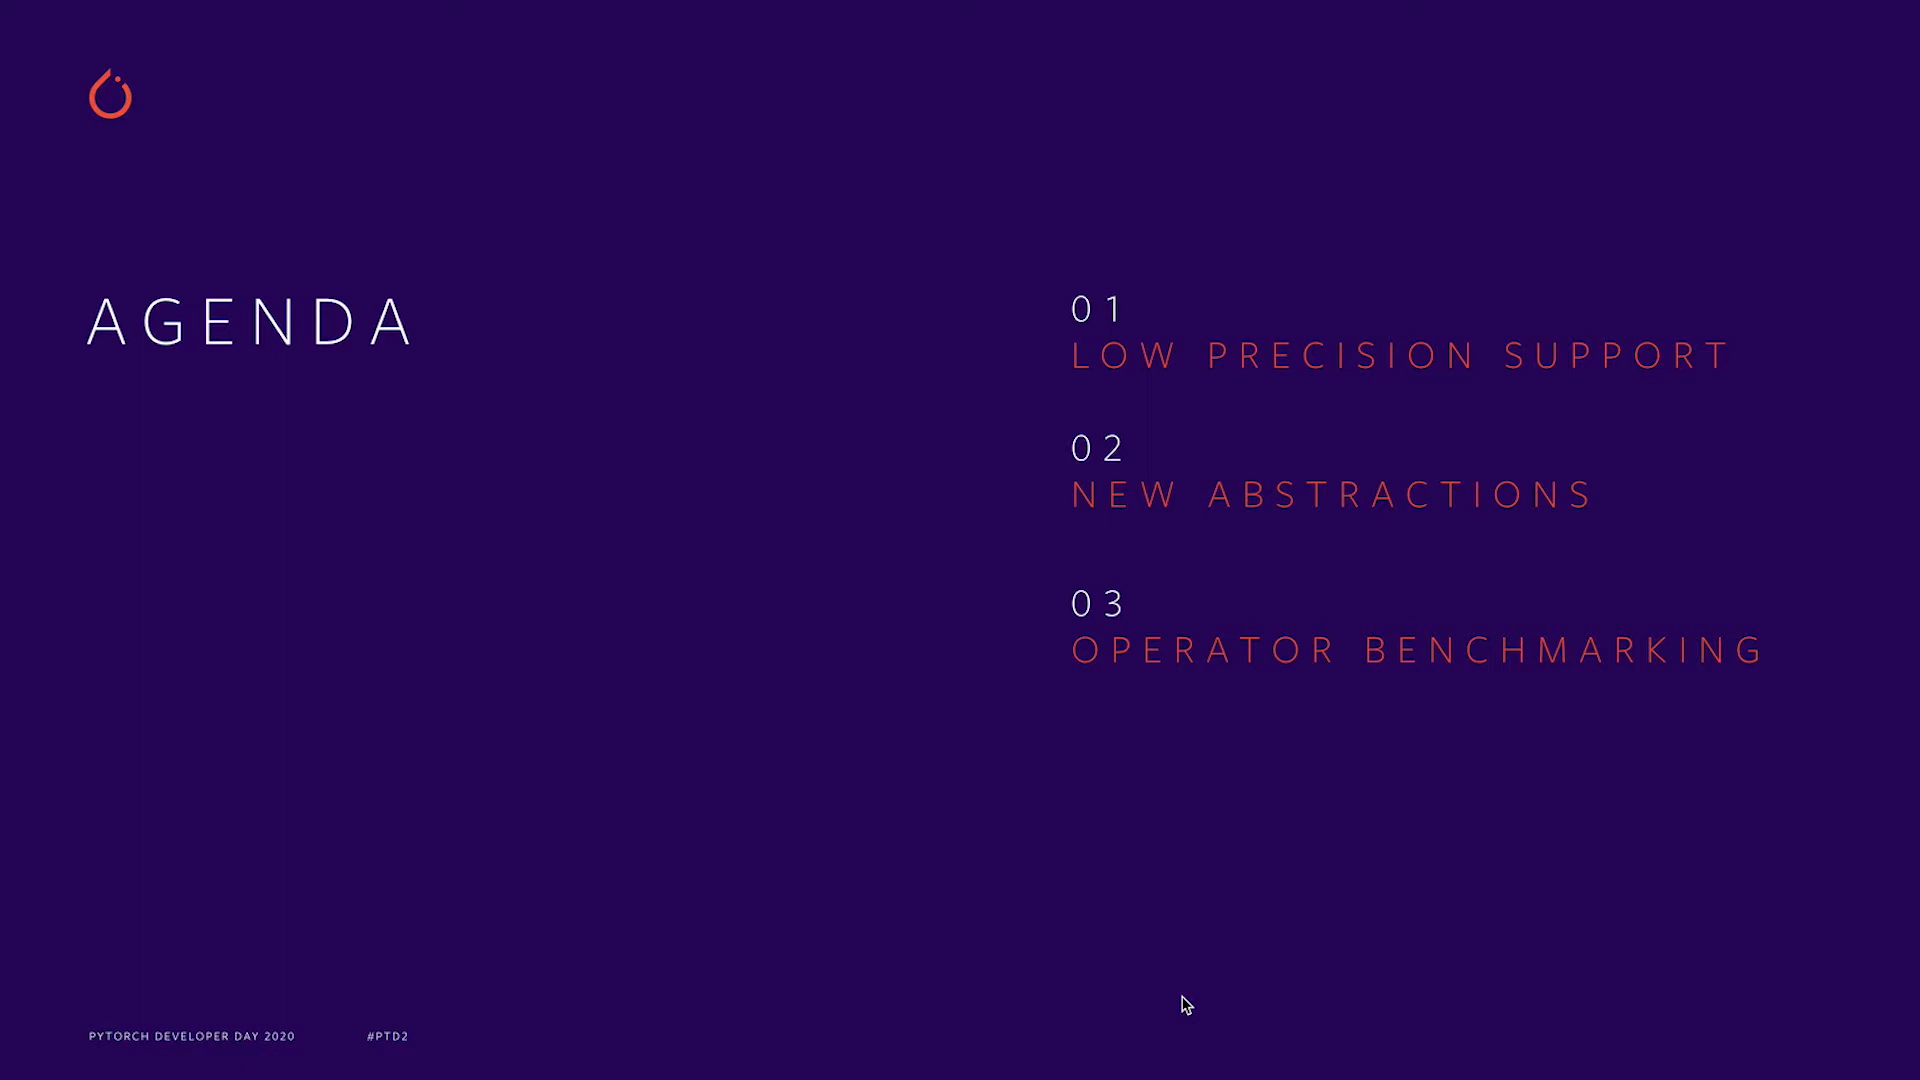 AGENDA
01
LOW PRECISION SUPPORT
02
NEW ABSTRACTIONS
03
OPERATOR BENCHMARKING
PYTORCH DEVELOPER DAY 2020 #PTD2